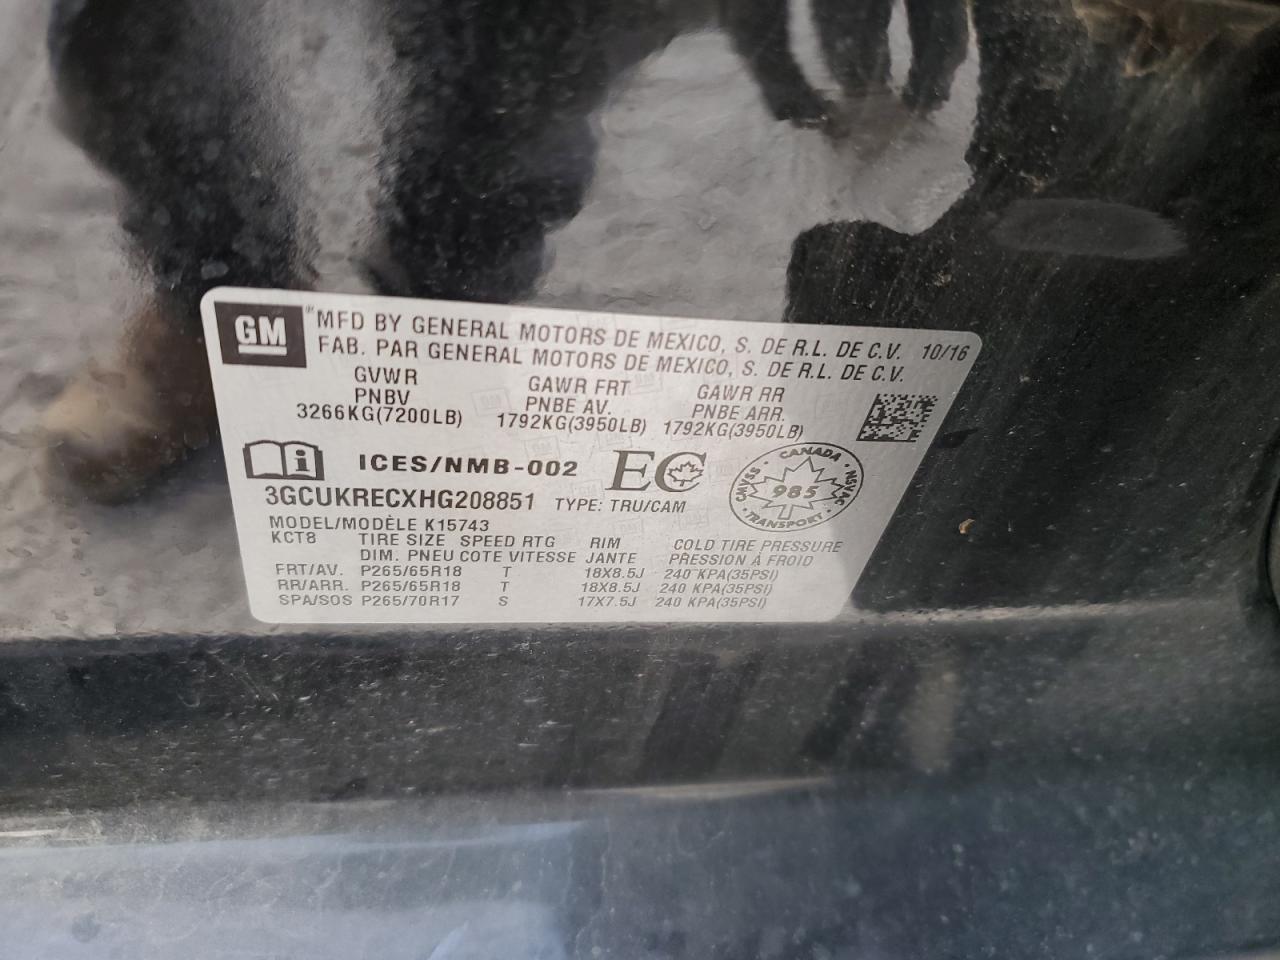 GM
® MFD BY GENERAL MOTORS DE MEXICO, S. DE R.L. DE C.V. 10/16
FAB. PAR GENERAL MOTORS DE MEXICO, S. DE R.L. DE C.V.
GVWR GAWR FRT GAWR RR
PNBV PNBE AV. PNBE ARR.
3266KG(7200LB) 1792KG(3950LB) 1792KG(3950LB)
i ICES/NMB-002 EC CANADA
CMVSS 985 NSVAC
TRANSPORT
3GCUKRECXHG208851 TYPE: TRU/CAM
MODEL/MODÈLE K15743
KCT8 TIRE SIZE SPEED RTG RIM COLD TIRE PRESSURE
DIM. PNEU COTE VITESSE JANTE PRESSION À FROID
FRT/AV. P265/65R18 T 18X8.5J 240 KPA(35PSI)
RR/ARR. P265/65R18 T 18X8.5J 240 KPA(35PSI)
SPA/SOS P265/70R17 S 17X7.5J 240 KPA(35PSI)